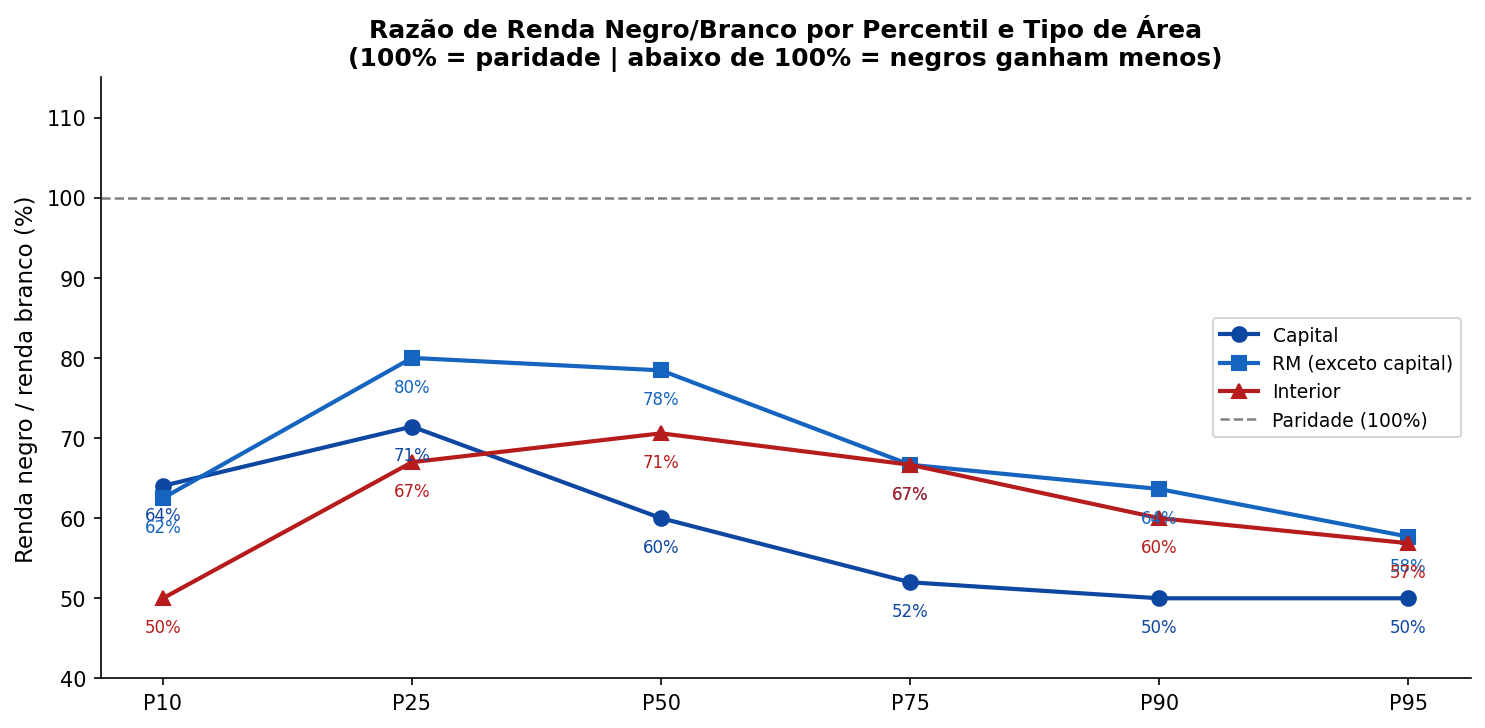 Razão de Renda Negro/Branco por Percentil e Tipo de Área
(100% = paridade | abaixo de 100% = negros ganham menos)
Renda negro / renda branco (%)
110
100
90
80
70
60
50
40
Capital
RM (exceto capital)
Interior
Paridade (100%)
64%
62%
50%
80%
71%
67%
78%
71%
60%
67%
67%
52%
64%
60%
50%
58%
57%
50%
P10
P25
P50
P75
P90
P95